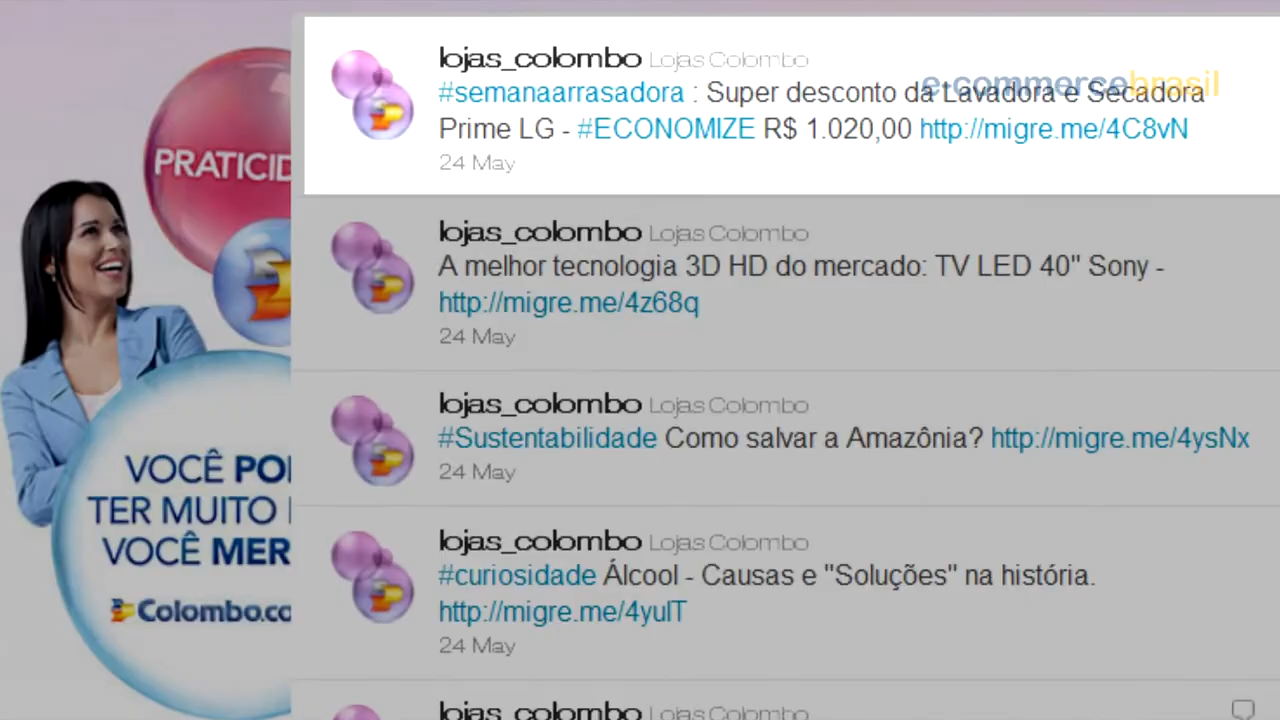 e-commercebrasil
lojas_colombo Lojas Colombo
#semanaarrasadora : Super desconto da Lavadora e Secadora
Prime LG - #ECONOMIZE R$ 1.020,00 http://migre.me/4C8vN
24 May
lojas_colombo Lojas Colombo
A melhor tecnologia 3D HD do mercado: TV LED 40" Sony -
http://migre.me/4z68q
24 May
lojas_colombo Lojas Colombo
#Sustentabilidade Como salvar a Amazônia? http://migre.me/4ysNx
24 May
lojas_colombo Lojas Colombo
#curiosidade Álcool - Causas e "Soluções" na história.
http://migre.me/4yulT
24 May
lojas_colombo Lojas Colombo
PRATICID
VOCÊ PO
TER MUITO
VOCÊ MER
Colombo.co